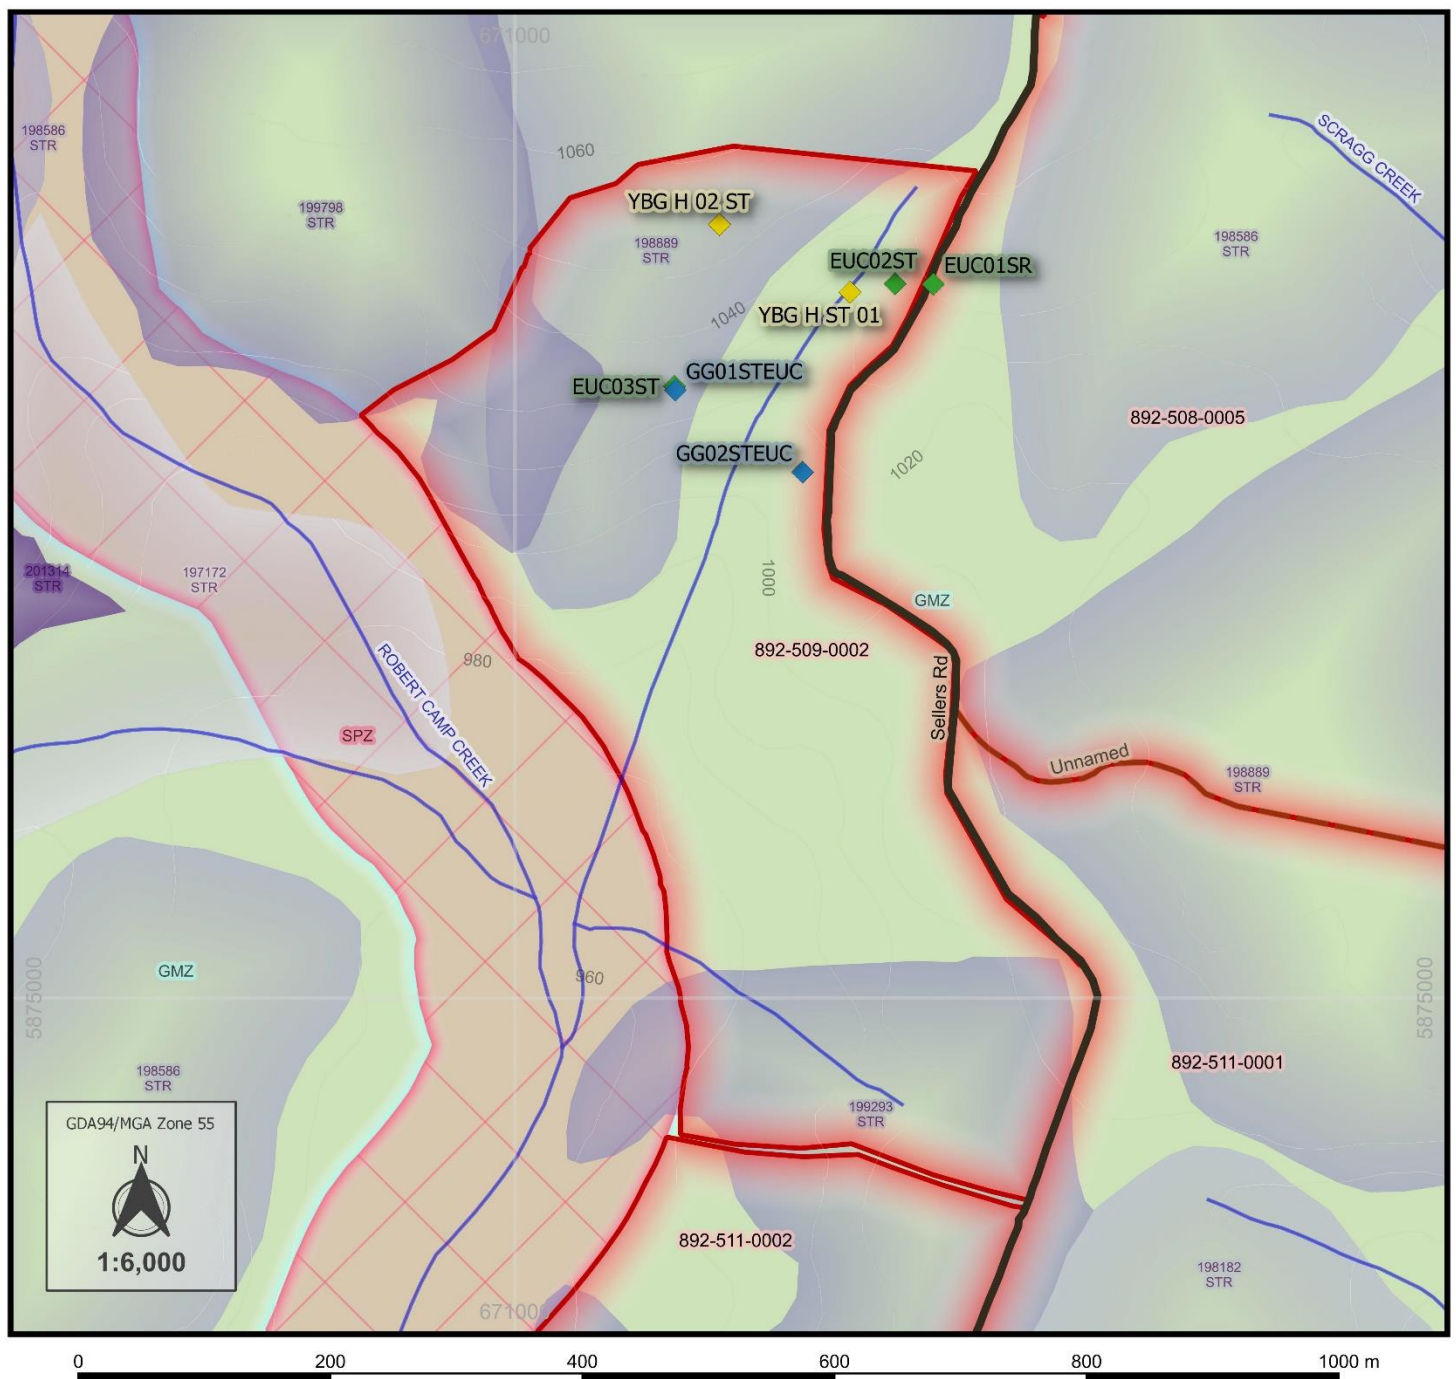 671000
198586
STR
SCRAGG CREEK
1060
YBG H 02 ST
199798
STR
198889
STR
198586
STR
EUC02ST
EUC01SR
1040
YBG H ST 01
GG01STEUC
EUC03ST
892-508-0005
GG02STEUC
1020
201314
STR
197172
STR
1000
GMZ
892-509-0002
980
ROBERT CAMP CREEK
Sellers Rd
SPZ
Unnamed
198889
STR
GMZ
960
5875000
5875000
198586
STR
892-511-0001
199293
STR
GDA94/MGA Zone 55
N
1:6,000
892-511-0002
198182
STR
671000
0 200 400 600 800 1000 m